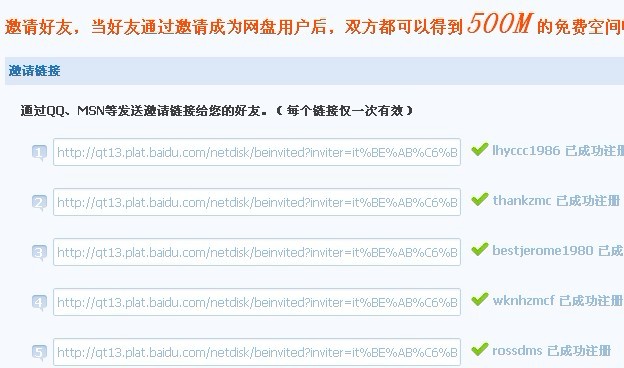 邀请好友，当好友通过邀请成为网盘用户后，双方都可以得到 500M 的免费空间
邀请链接
通过QQ、MSN等发送邀请链接给您的好友。（ 每个链接仅一次有效 ）
1 http://qt13.plat.baidu.com/netdisk/beinvited?inviter=it%BE%AB%C6%B lhyccc1986 已成功注册
2 http://qt13.plat.baidu.com/netdisk/beinvited?inviter=it%BE%AB%C6%B thankzmc 已成功注册
3 http://qt13.plat.baidu.com/netdisk/beinvited?inviter=it%BE%AB%C6%B bestjerome1980 已成
4 http://qt13.plat.baidu.com/netdisk/beinvited?inviter=it%BE%AB%C6%B wknhzmcf 已成功注册
5 http://qt13.plat.baidu.com/netdisk/beinvited?inviter=it%BE%AB%C6%B rossdms 已成功注册